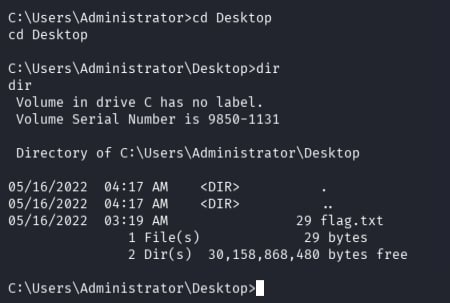 C:\Users\Administrator>cd Desktop
cd Desktop
C:\Users\Administrator\Desktop>dir
dir
 Volume in drive C has no label.
 Volume Serial Number is 9850-1131
 Directory of C:\Users\Administrator\Desktop
05/16/2022  04:17 AM    <DIR>          .
05/16/2022  04:17 AM    <DIR>          ..
05/16/2022  03:19 AM                29 flag.txt
               1 File(s)             29 bytes
               2 Dir(s)  30,158,868,480 bytes free
C:\Users\Administrator\Desktop>